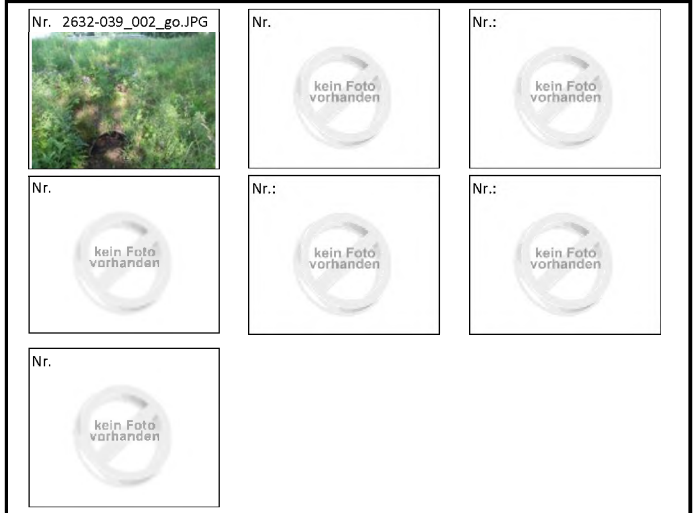 Nr. 2632-039_002_go.JPG
Nr.
kein Foto
vorhanden
Nr.:
kein Foto
vorhanden
Nr.
kein Foto
vorhanden
Nr.:
kein Foto
vorhanden
Nr.:
kein Foto
vorhanden
Nr.
kein Foto
vorhanden